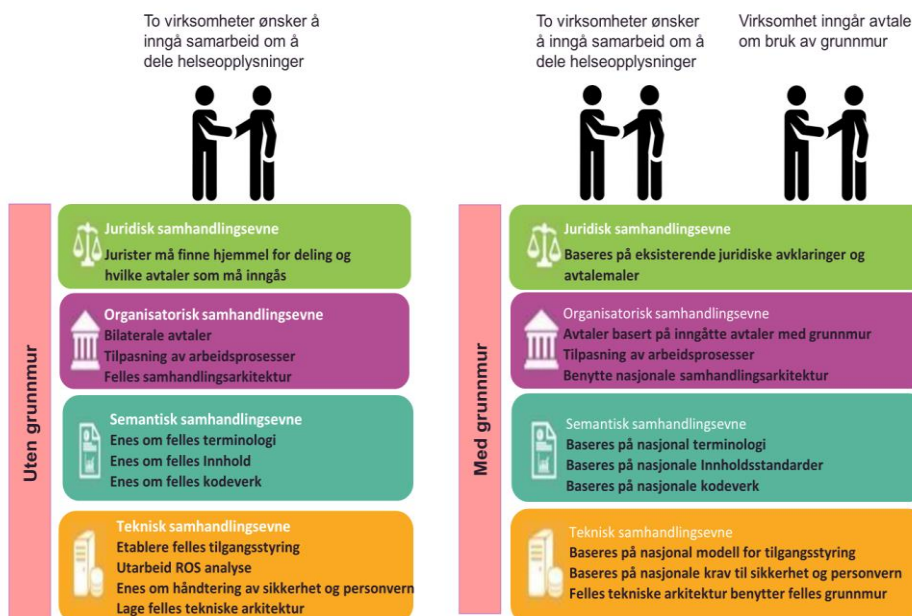 To virksomheter ønsker å
inngå samarbeid om å
dele helseopplysninger
Uten grunnmur
Juridisk samhandlingsevne
Jurister må finne hjemmel for deling og
hvilke avtaler som må inngås
Organisatorisk samhandlingsevne
Bilaterale avtaler
Tilpasning av arbeidsprosesser
Felles samhandlingsarkitektur
Semantisk samhandlingsevne
Enes om felles terminologi
Enes om felles Innhold
Enes om felles kodeverk
Teknisk samhandlingsevne
Etablere felles tilgangsstyring
Utarbeid ROS analyse
Enes om håndtering av sikkerhet og personvern
Lage felles tekniske arkitektur
To virksomheter ønsker
å inngå samarbeid om å
dele helseopplysninger
Virksomhet inngår avtale
om bruk av grunnmur
Med grunnmur
Juridisk samhandlingsevne
Baseres på eksisterende juridiske avklaringer og
avtalemaler
Organisatorisk samhandlingsevne
Avtaler basert på inngåtte avtaler med grunnmur
Tilpasning av arbeidsprosesser
Benytte nasjonale samhandlingsarkitektur
Semantisk samhandlingsevne
Baseres på nasjonal terminologi
Baseres på nasjonale Innholdsstandarder
Baseres på nasjonale kodeverk
Teknisk samhandlingsevne
Baseres på nasjonal modell for tilgangsstyring
Baseres på nasjonale krav til sikkerhet og personvern
Felles tekniske arkitektur benytter felles grunnmur